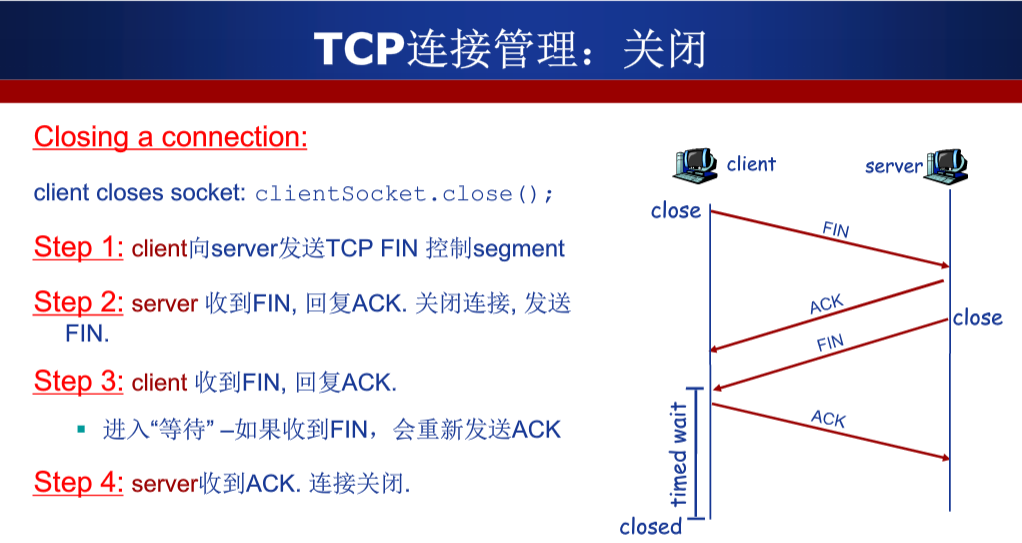 TCP连接管理：关闭
Closing a connection:
client closes socket: clientSocket.close();
Step 1: client向server发送TCP FIN 控制segment
Step 2: server 收到FIN, 回复ACK. 关闭连接, 发送
FIN.
Step 3: client 收到FIN, 回复ACK.
进入“等待” –如果收到FIN，会重新发送ACK
Step 4: server收到ACK. 连接关闭.
client
server
close
FIN
ACK
close
FIN
timed wait
ACK
closed